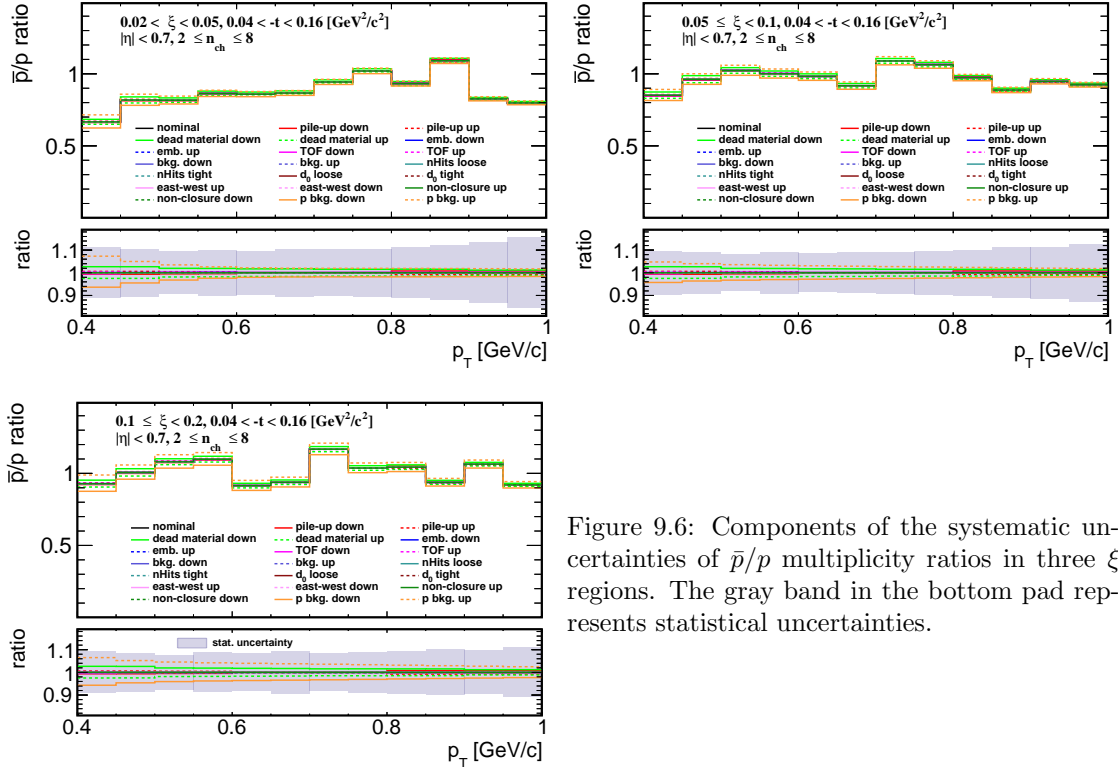 0.02 < ξ < 0.05, 0.04 < -t < 0.16 [GeV²/c²]
|η| < 0.7, 2 ≤ n_ch ≤ 8
p̄/p ratio
1
0.5
nominal pile-up down pile-up up
dead material down dead material up emb. down
emb. up TOF down TOF up
bkg. down bkg. up nHits loose
nHits tight d₀ loose d₀ tight
east-west up east-west down non-closure up
non-closure down p bkg. down p bkg. up
ratio
1.1
1
0.9
0.4 0.6 0.8 1
p_T [GeV/c]
0.05 ≤ ξ < 0.1, 0.04 < -t < 0.16 [GeV²/c²]
|η| < 0.7, 2 ≤ n_ch ≤ 8
p̄/p ratio
1
0.5
nominal pile-up down pile-up up
dead material down dead material up emb. down
emb. up TOF down TOF up
bkg. down bkg. up nHits loose
nHits tight d₀ loose d₀ tight
east-west up east-west down non-closure up
non-closure down p bkg. down p bkg. up
ratio
1.1
1
0.9
0.4 0.6 0.8 1
p_T [GeV/c]
0.1 ≤ ξ < 0.2, 0.04 < -t < 0.16 [GeV²/c²]
|η| < 0.7, 2 ≤ n_ch ≤ 8
p̄/p ratio
1
0.5
nominal pile-up down pile-up up
dead material down dead material up emb. down
emb. up TOF down TOF up
bkg. down bkg. up nHits loose
nHits tight d₀ loose d₀ tight
east-west up east-west down non-closure up
non-closure down p bkg. down p bkg. up
ratio
stat. uncertainty
1.1
1
0.9
0.4 0.6 0.8 1
p_T [GeV/c]
Figure 9.6: Components of the systematic un-
certainties of p̄/p multiplicity ratios in three ξ
regions. The gray band in the bottom pad rep-
resents statistical uncertainties.